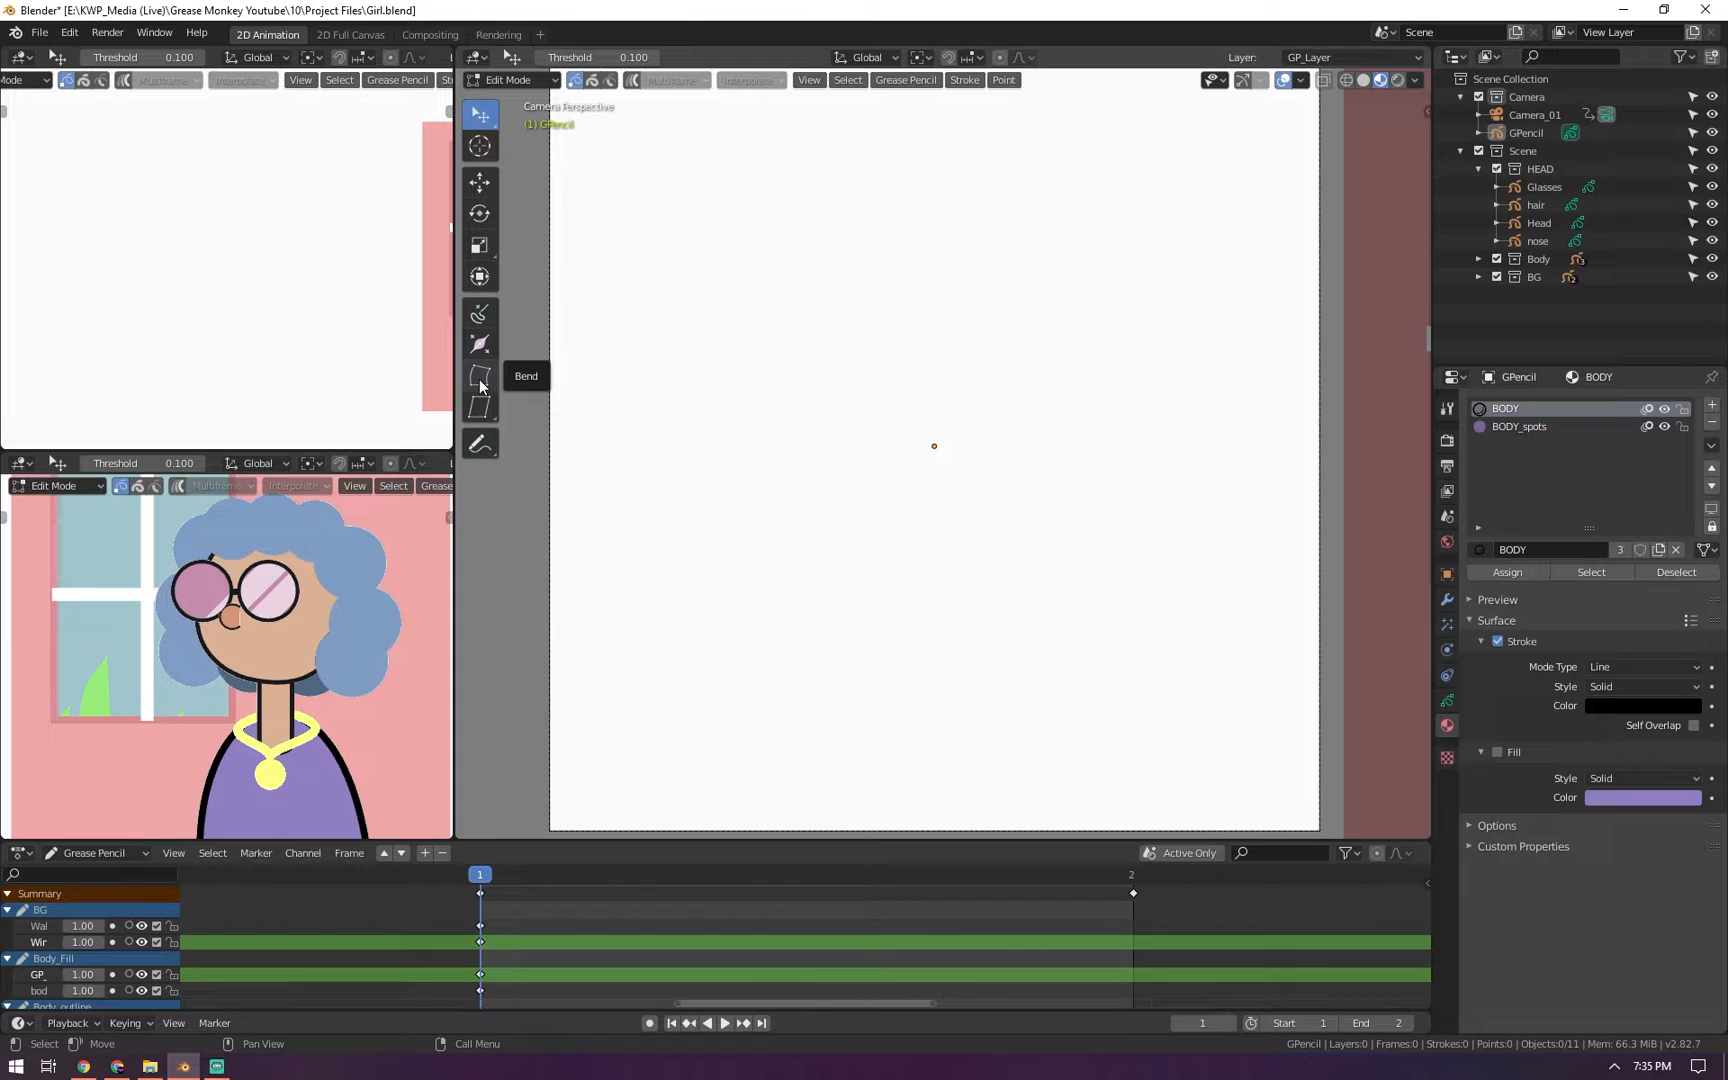 Blender* [E:\KWP_Media (Live)\Grease Monkey Youtube\10\Project Files\Girl.blend]
File Edit Render Window Help 2D Animation 2D Full Canvas Compositing Rendering + Scene View Layer
Threshold 0.100 Global
Threshold 0.100 Global Layer: GP_Layer
Mode Multiframe Interpolate View Select Grease Pencil
Edit Mode Multiframe Interpolate View Select Grease Pencil Stroke Point
Camera Perspective
(1) GPencil
Bend
Scene Collection
Camera
Camera_01
GPencil
Scene
HEAD
Glasses
hair
Head
nose
Body 3
BG 2
Threshold 0.100 Global
Edit Mode Multiframe Interpolate View Select Grease
GPencil BODY
BODY
BODY_spots
BODY 3
Assign Select Deselect
Preview
Surface
Stroke
Mode Type Line
Style Solid
Color
Self Overlap
Fill
Style Solid
Color
Options
Custom Properties
Grease Pencil View Select Marker Channel Frame Active Only
1 2
Summary
BG
Wal 1.00
Wir 1.00
Body_Fill
GP_ 1.00
bod 1.00
Body_outline
Playback Keying View Marker 1 Start 1 End 2
Select Move Pan View Call Menu GPencil | Layers:0 | Frames:0 | Strokes:0 | Points:0 | Objects:0/11 | Mem: 66.3 MiB | v2.82.7
7:35 PM